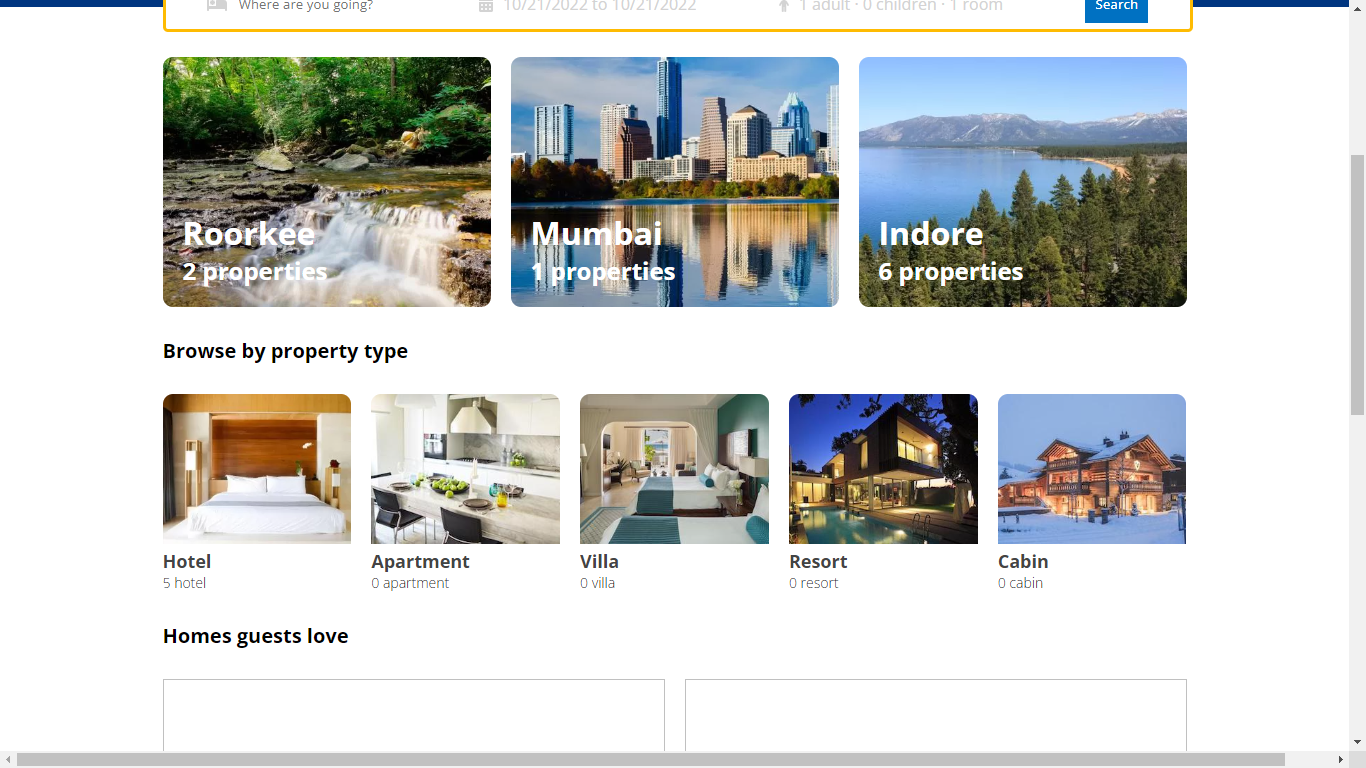 Where are you going?
10/21/2022 to 10/21/2022
1 adult · 0 children · 1 room
Search
Roorkee
2 properties
Mumbai
1 properties
Indore
6 properties
Browse by property type
Hotel
5 hotel
Apartment
0 apartment
Villa
0 villa
Resort
0 resort
Cabin
0 cabin
Homes guests love